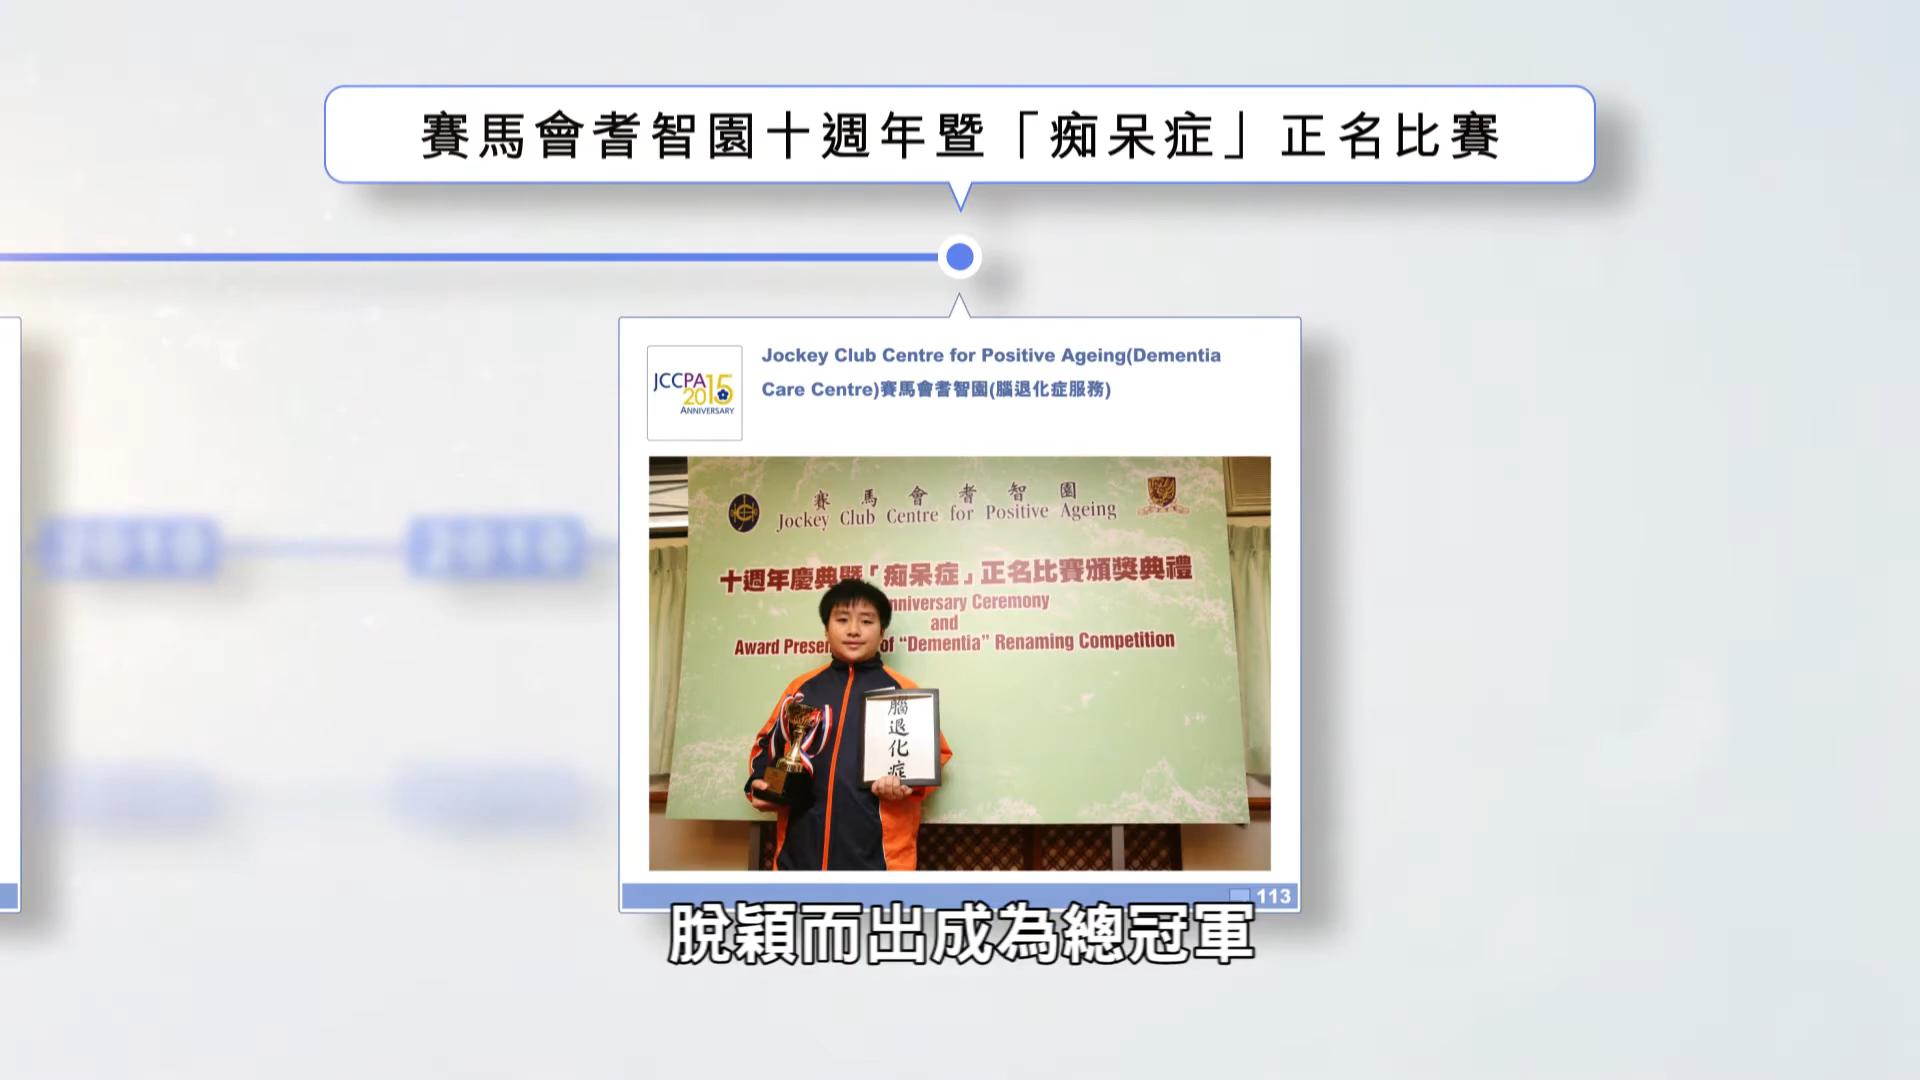 賽馬會耆智園十週年暨「痴呆症」正名比賽
JCCPA 2015
ANNIVERSARY
Jockey Club Centre for Positive Ageing(Dementia
Care Centre)賽馬會耆智園(腦退化症服務)
賽馬會耆智園
Jockey Club Centre for Positive Ageing
十週年慶典暨「痴呆症」正名比賽頒獎典禮
nniversary Ceremony
and
Award Presen of “Dementia” Renaming Competition
腦退化症
113
脫穎而出成為總冠軍